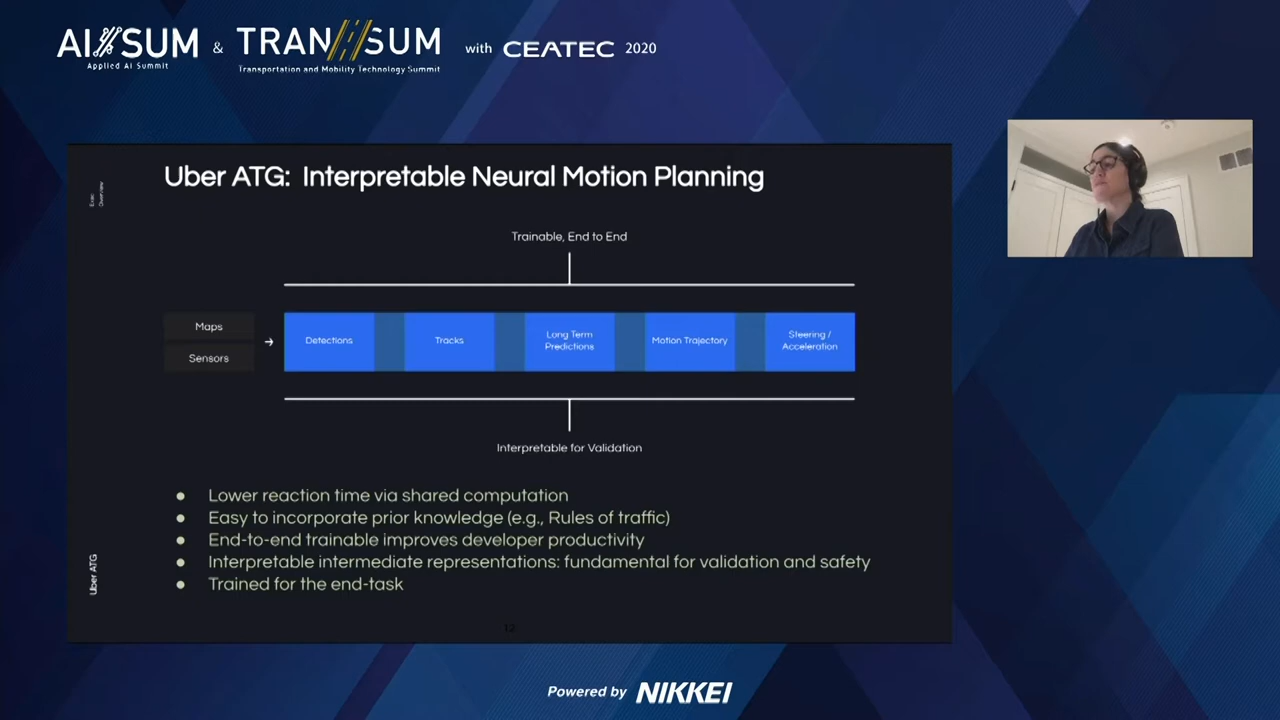 AI SUM & TRAN SUM with CEATEC 2020
Applied AI Summit
Transportation and Mobility Technology Summit
Exec
Overview
Uber ATG: Interpretable Neural Motion Planning
Trainable, End to End
Maps
Sensors
→
Detections
Tracks
Long Term
Predictions
Motion Trajectory
Steering /
Acceleration
Interpretable for Validation
● Lower reaction time via shared computation
● Easy to incorporate prior knowledge (e.g., Rules of traffic)
● End-to-end trainable improves developer productivity
● Interpretable intermediate representations: fundamental for validation and safety
● Trained for the end-task
Uber ATG
12
Powered by NIKKEI